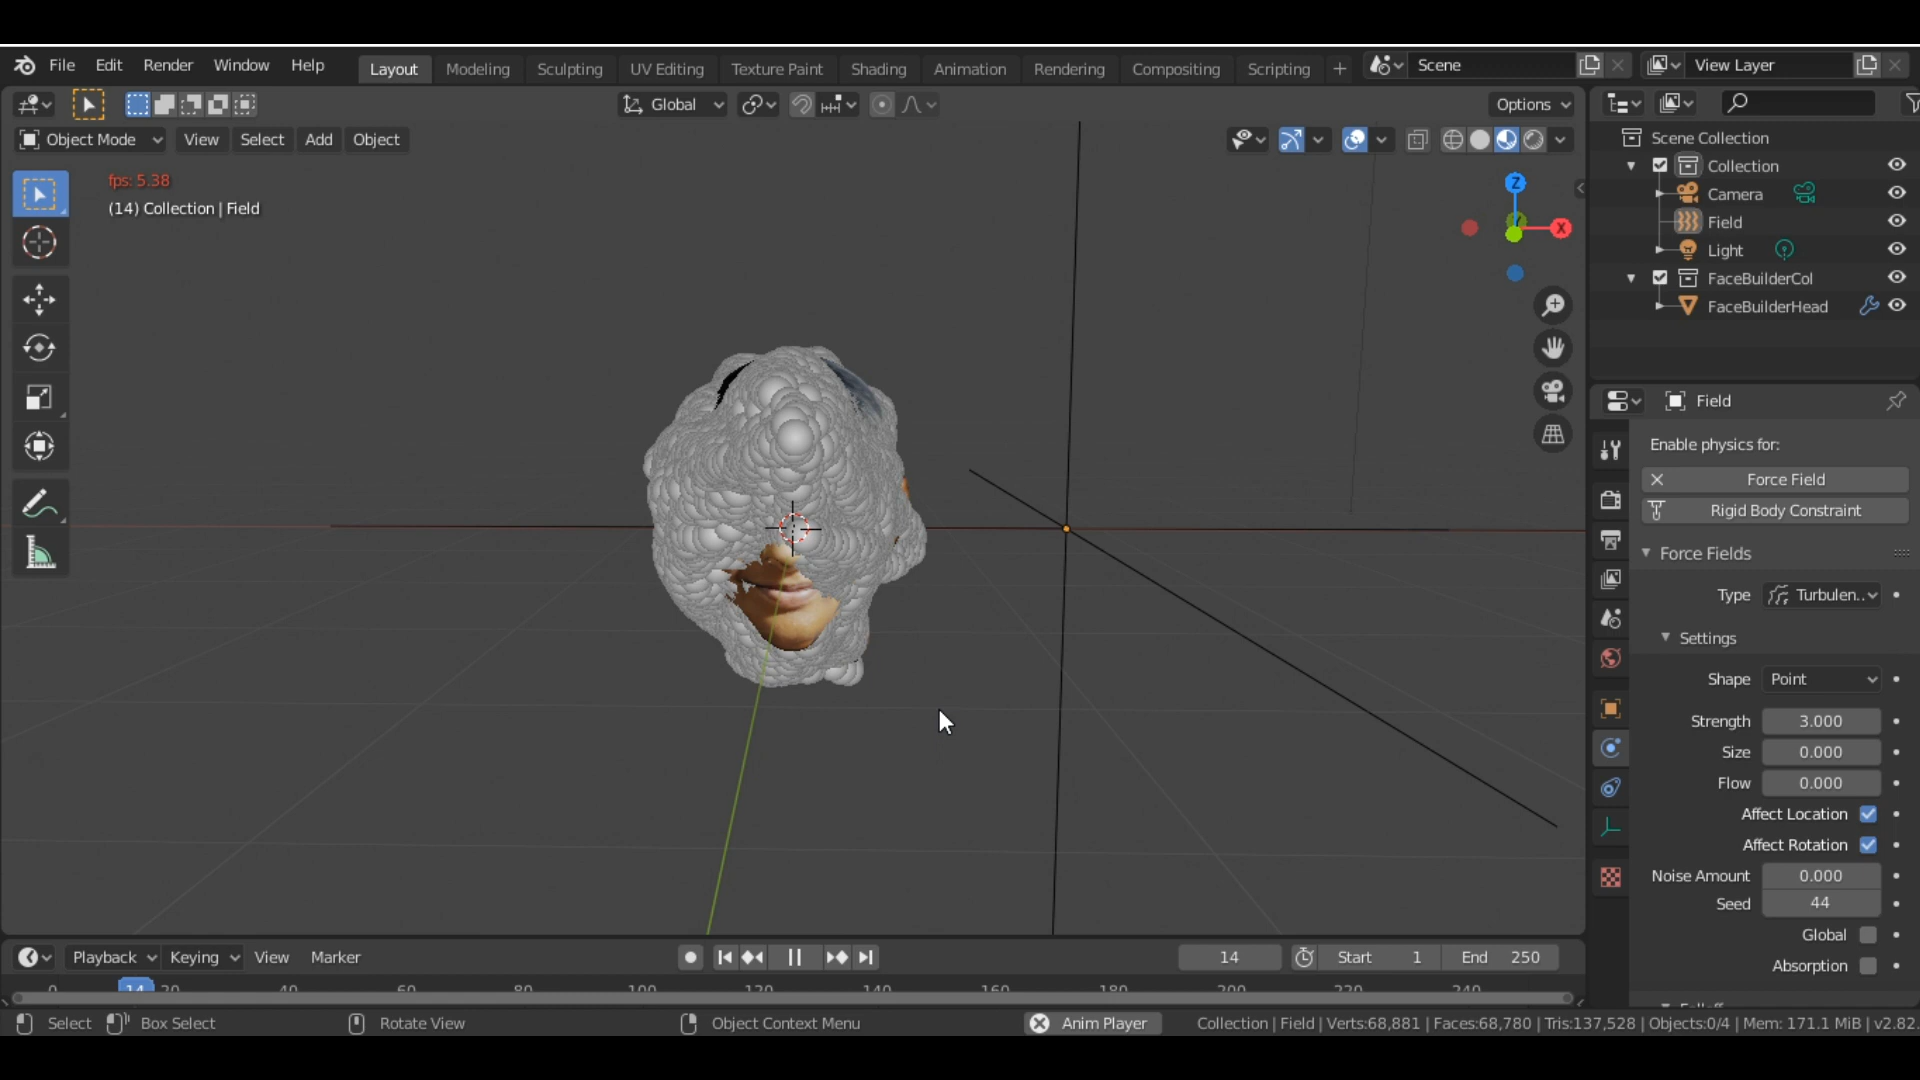 File Edit Render Window Help Layout Modeling Sculpting UV Editing Texture Paint Shading Animation Rendering Compositing Scripting + Scene View Layer
Global Options
Object Mode View Select Add Object
fps: 5.38
(14) Collection | Field
Z
X
Scene Collection
Collection
Camera
Field
Light
FaceBuilderCol
FaceBuilderHead
Field
Enable physics for:
Force Field
Rigid Body Constraint
Force Fields
Type Turbulen..
Settings
Shape Point
Strength 3.000
Size 0.000
Flow 0.000
Affect Location
Affect Rotation
Noise Amount 0.000
Seed 44
Global
Absorption
Playback Keying View Marker 14 Start 1 End 250
0 14 20 40 60 80 100 120 140 160 180 200 220 240
Select Box Select Rotate View Object Context Menu Anim Player Collection | Field | Verts:68,881 | Faces:68,780 | Tris:137,528 | Objects:0/4 | Mem: 171.1 MiB | v2.82.